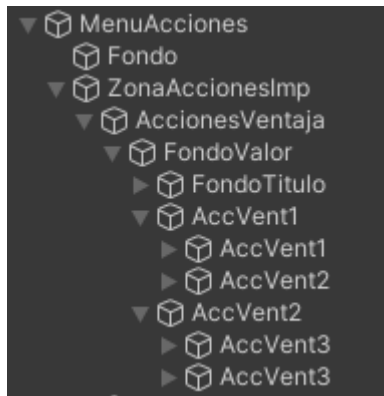 MenuAcciones
Fondo
ZonaAccionesImp
AccionesVentaja
FondoValor
FondoTitulo
AccVent1
AccVent1
AccVent2
AccVent2
AccVent3
AccVent3